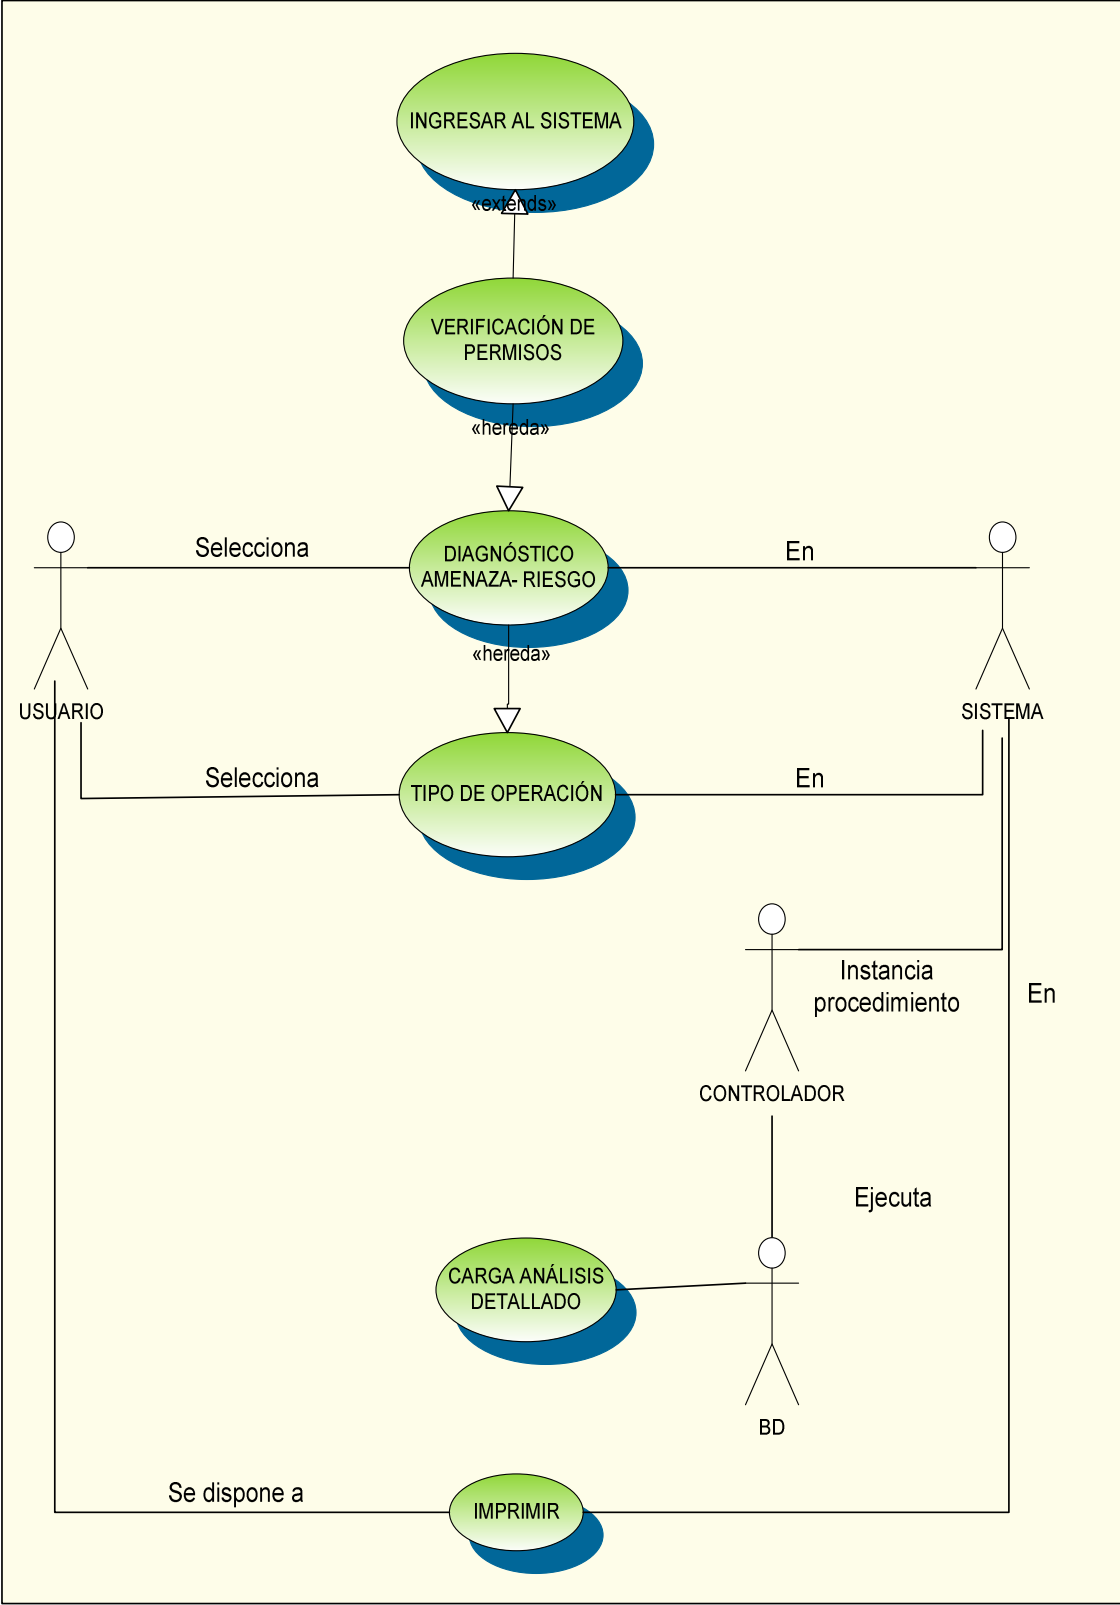 INGRESAR AL SISTEMA
«extends»
VERIFICACIÓN DE
PERMISOS
«hereda»
DIAGNÓSTICO
AMENAZA- RIESGO
Selecciona
En
«hereda»
USUARIO
SISTEMA
TIPO DE OPERACIÓN
Selecciona
En
Instancia
procedimiento
En
CONTROLADOR
Ejecuta
CARGA ANÁLISIS
DETALLADO
BD
Se dispone a
IMPRIMIR